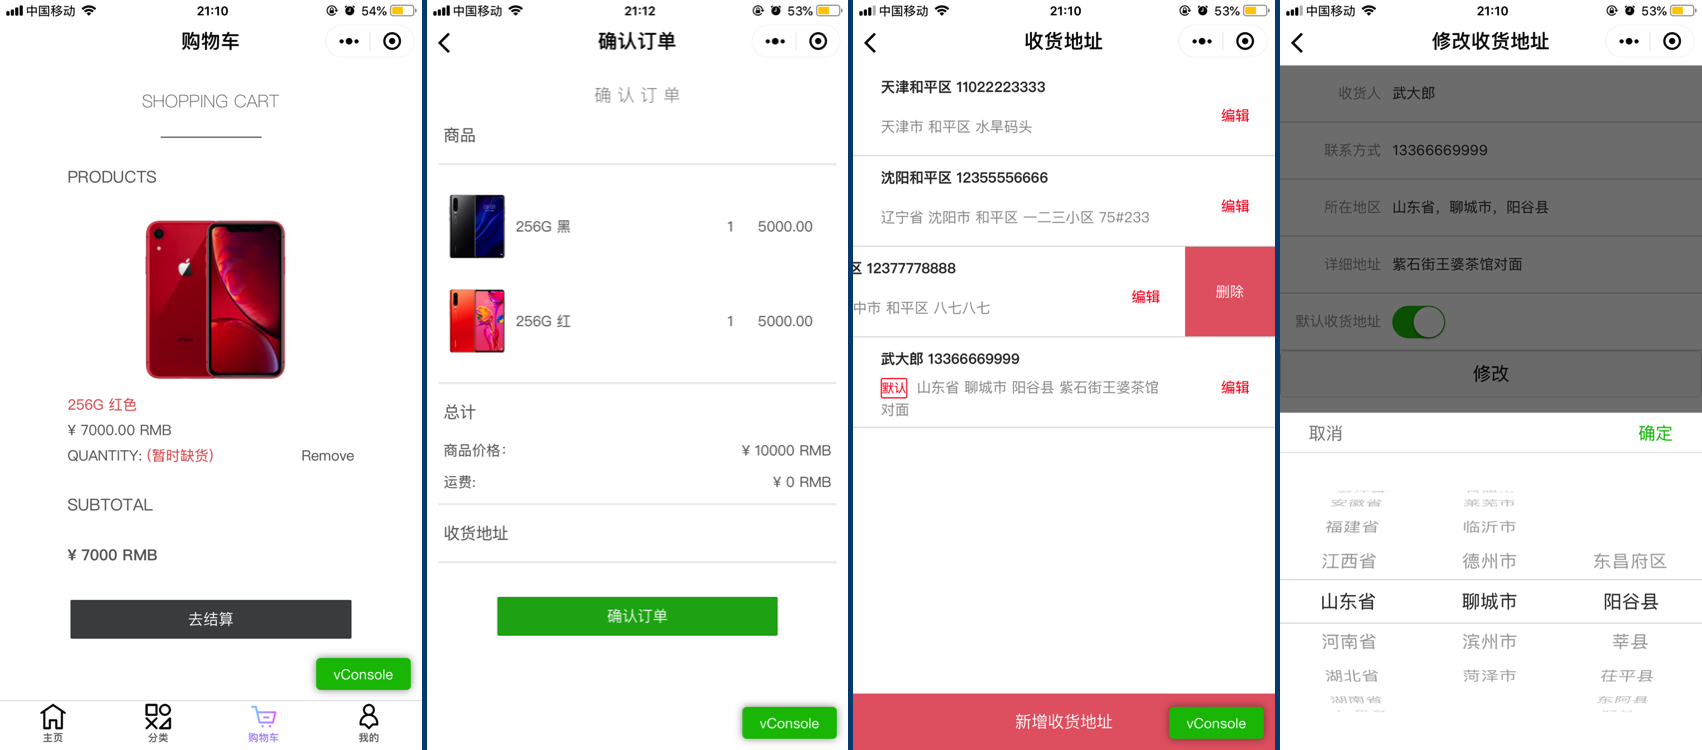 中国移动 21:10 54%
购物车
SHOPPING CART
PRODUCTS
256G 红色
¥ 7000.00 RMB
QUANTITY: (暂时缺货) Remove
SUBTOTAL
¥ 7000 RMB
去结算
vConsole
主页 分类 购物车 我的
中国移动 21:12 53%
确认订单
确认订单
商品
256G 黑 1 5000.00
256G 红 1 5000.00
总计
商品价格: ¥ 10000 RMB
运费: ¥ 0 RMB
收货地址
确认订单
vConsole
中国移动 21:10 53%
收货地址
天津和平区 11022223333
编辑
天津市 和平区 水旱码头
沈阳和平区 12355556666
编辑
辽宁省 沈阳市 和平区 一二三小区 75#233
区 12377778888
编辑 删除
中市 和平区 八七八七
武大郎 13366669999
默认 山东省 聊城市 阳谷县 紫石街王婆茶馆
对面
编辑
新增收货地址
vConsole
中国移动 21:10 53%
修改收货地址
收货人 武大郎
联系方式 13366669999
所在地区 山东省，聊城市，阳谷县
详细地址 紫石街王婆茶馆对面
默认收货地址
修改
取消 确定
安徽省 莱芜市
福建省 临沂市
江西省 德州市 东昌府区
山东省 聊城市 阳谷县
河南省 滨州市 莘县
湖北省 菏泽市 茌平县
湖南省 东阿县